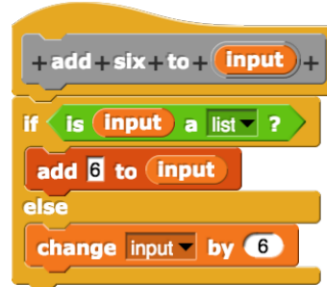 + add + six + to + input +
if is input a list ?
add 6 to input
else
change input by 6